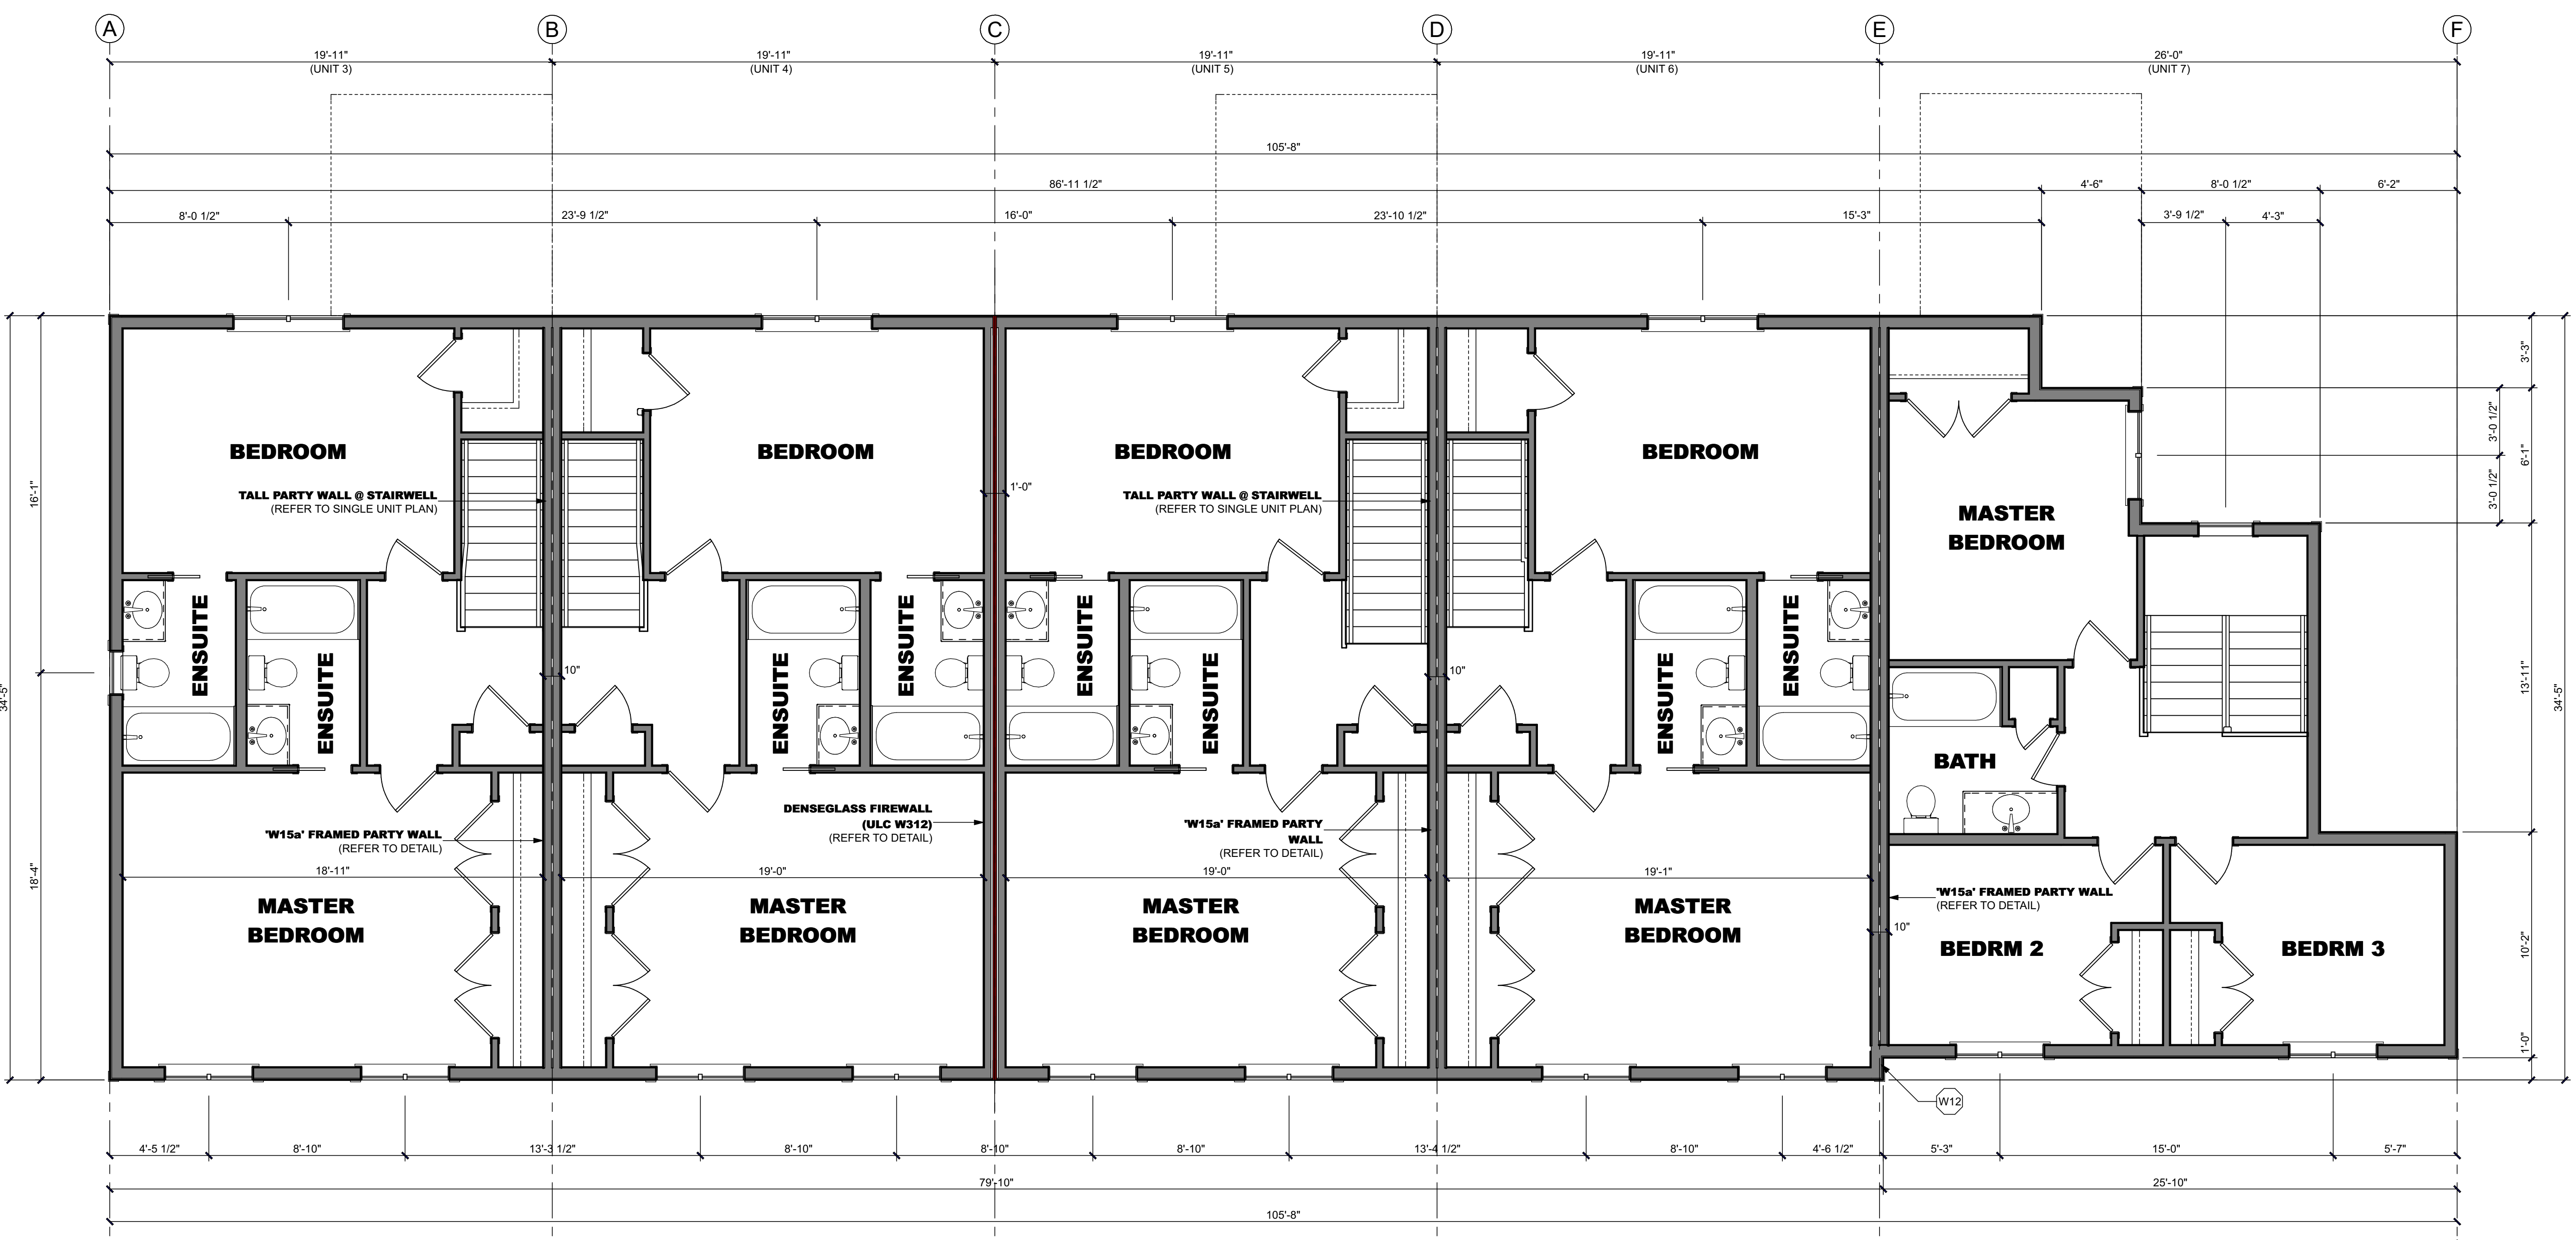 A B C D E F
19'-11" 19'-11" 19'-11" 19'-11" 26'-0"
(UNIT 3) (UNIT 4) (UNIT 5) (UNIT 6) (UNIT 7)
105'-8"
86'-11 1/2" 4'-6" 8'-0 1/2" 6'-2"
8'-0 1/2" 23'-9 1/2" 16'-0" 23'-10 1/2" 15'-3" 3'-9 1/2" 4'-3"
3'-3"
3'-0 1/2"
6'-1"
3'-0 1/2"
BEDROOM BEDROOM BEDROOM BEDROOM
16'-1"
TALL PARTY WALL @ STAIRWELL
(REFER TO SINGLE UNIT PLAN)
1'-0"
TALL PARTY WALL @ STAIRWELL
(REFER TO SINGLE UNIT PLAN)
MASTER
BEDROOM
ENSUITE ENSUITE ENSUITE ENSUITE
ENSUITE ENSUITE ENSUITE ENSUITE
10" 10"
34'-5"
13'-11"
34'-5"
BATH
DENSEGLASS FIREWALL
(ULC W312)
(REFER TO DETAIL)
'W15a' FRAMED PARTY WALL
(REFER TO DETAIL)
'W15a' FRAMED PARTY
WALL
(REFER TO DETAIL)
18'-4"
18'-11" 19'-0" 19'-0" 19'-1"
MASTER
BEDROOM
MASTER
BEDROOM
MASTER
BEDROOM
MASTER
BEDROOM
'W15a' FRAMED PARTY WALL
(REFER TO DETAIL)
10"
BEDRM 2 BEDRM 3
10'-2"
1'-0"
W12
4'-5 1/2" 8'-10" 13'-3 1/2" 8'-10" 8'-10" 8'-10" 13'-4 1/2" 8'-10" 4'-6 1/2" 5'-3" 15'-0" 5'-7"
79'-10" 25'-10"
105'-8"